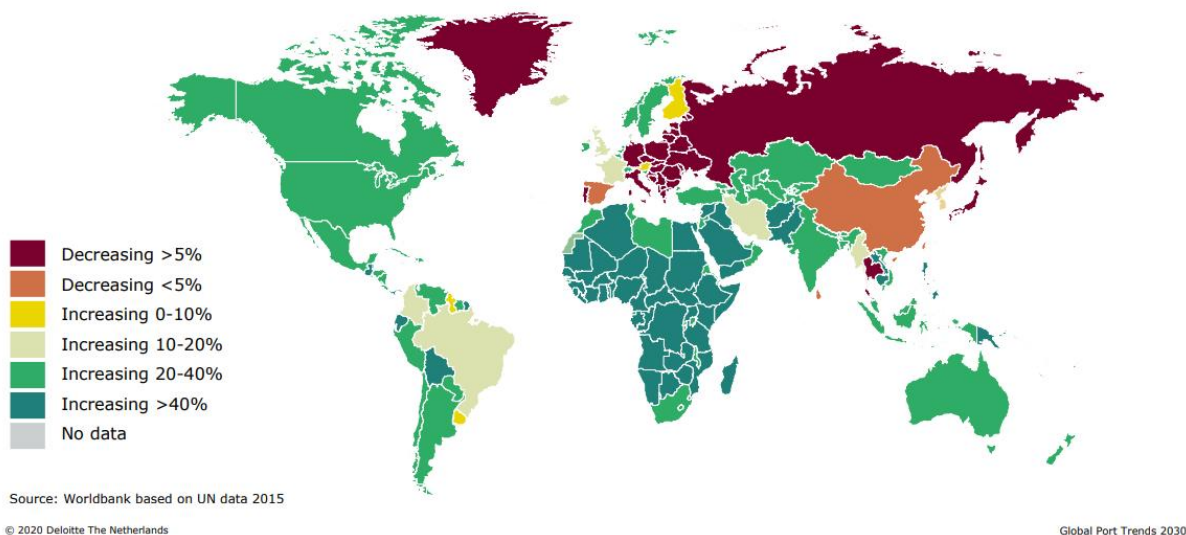 Decreasing >5%
Decreasing <5%
Increasing 0-10%
Increasing 10-20%
Increasing 20-40%
Increasing >40%
No data
Source: Worldbank based on UN data 2015
© 2020 Deloitte The Netherlands
Global Port Trends 2030